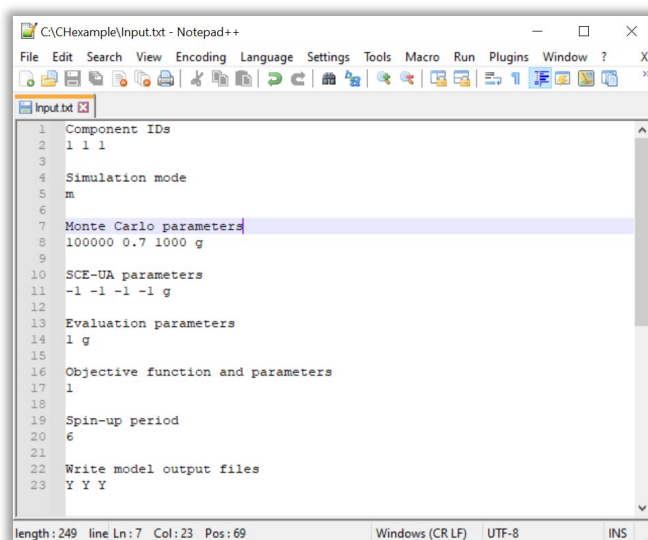 C:\CHexample\Input.txt - Notepad++
File Edit Search View Encoding Language Settings Tools Macro Run Plugins Window ? X
Input.txt
1 Component IDs
2 1 1 1
3
4 Simulation mode
5 m
6
7 Monte Carlo parameters
8 100000 0.7 1000 g
9
10 SCE-UA parameters
11 -1 -1 -1 -1 g
12
13 Evaluation parameters
14 1 g
15
16 Objective function and parameters
17 1
18
19 Spin-up period
20 6
21
22 Write model output files
23 Y Y Y
length : 249 line Ln : 7 Col : 23 Pos : 69 Windows (CR LF) UTF-8 INS